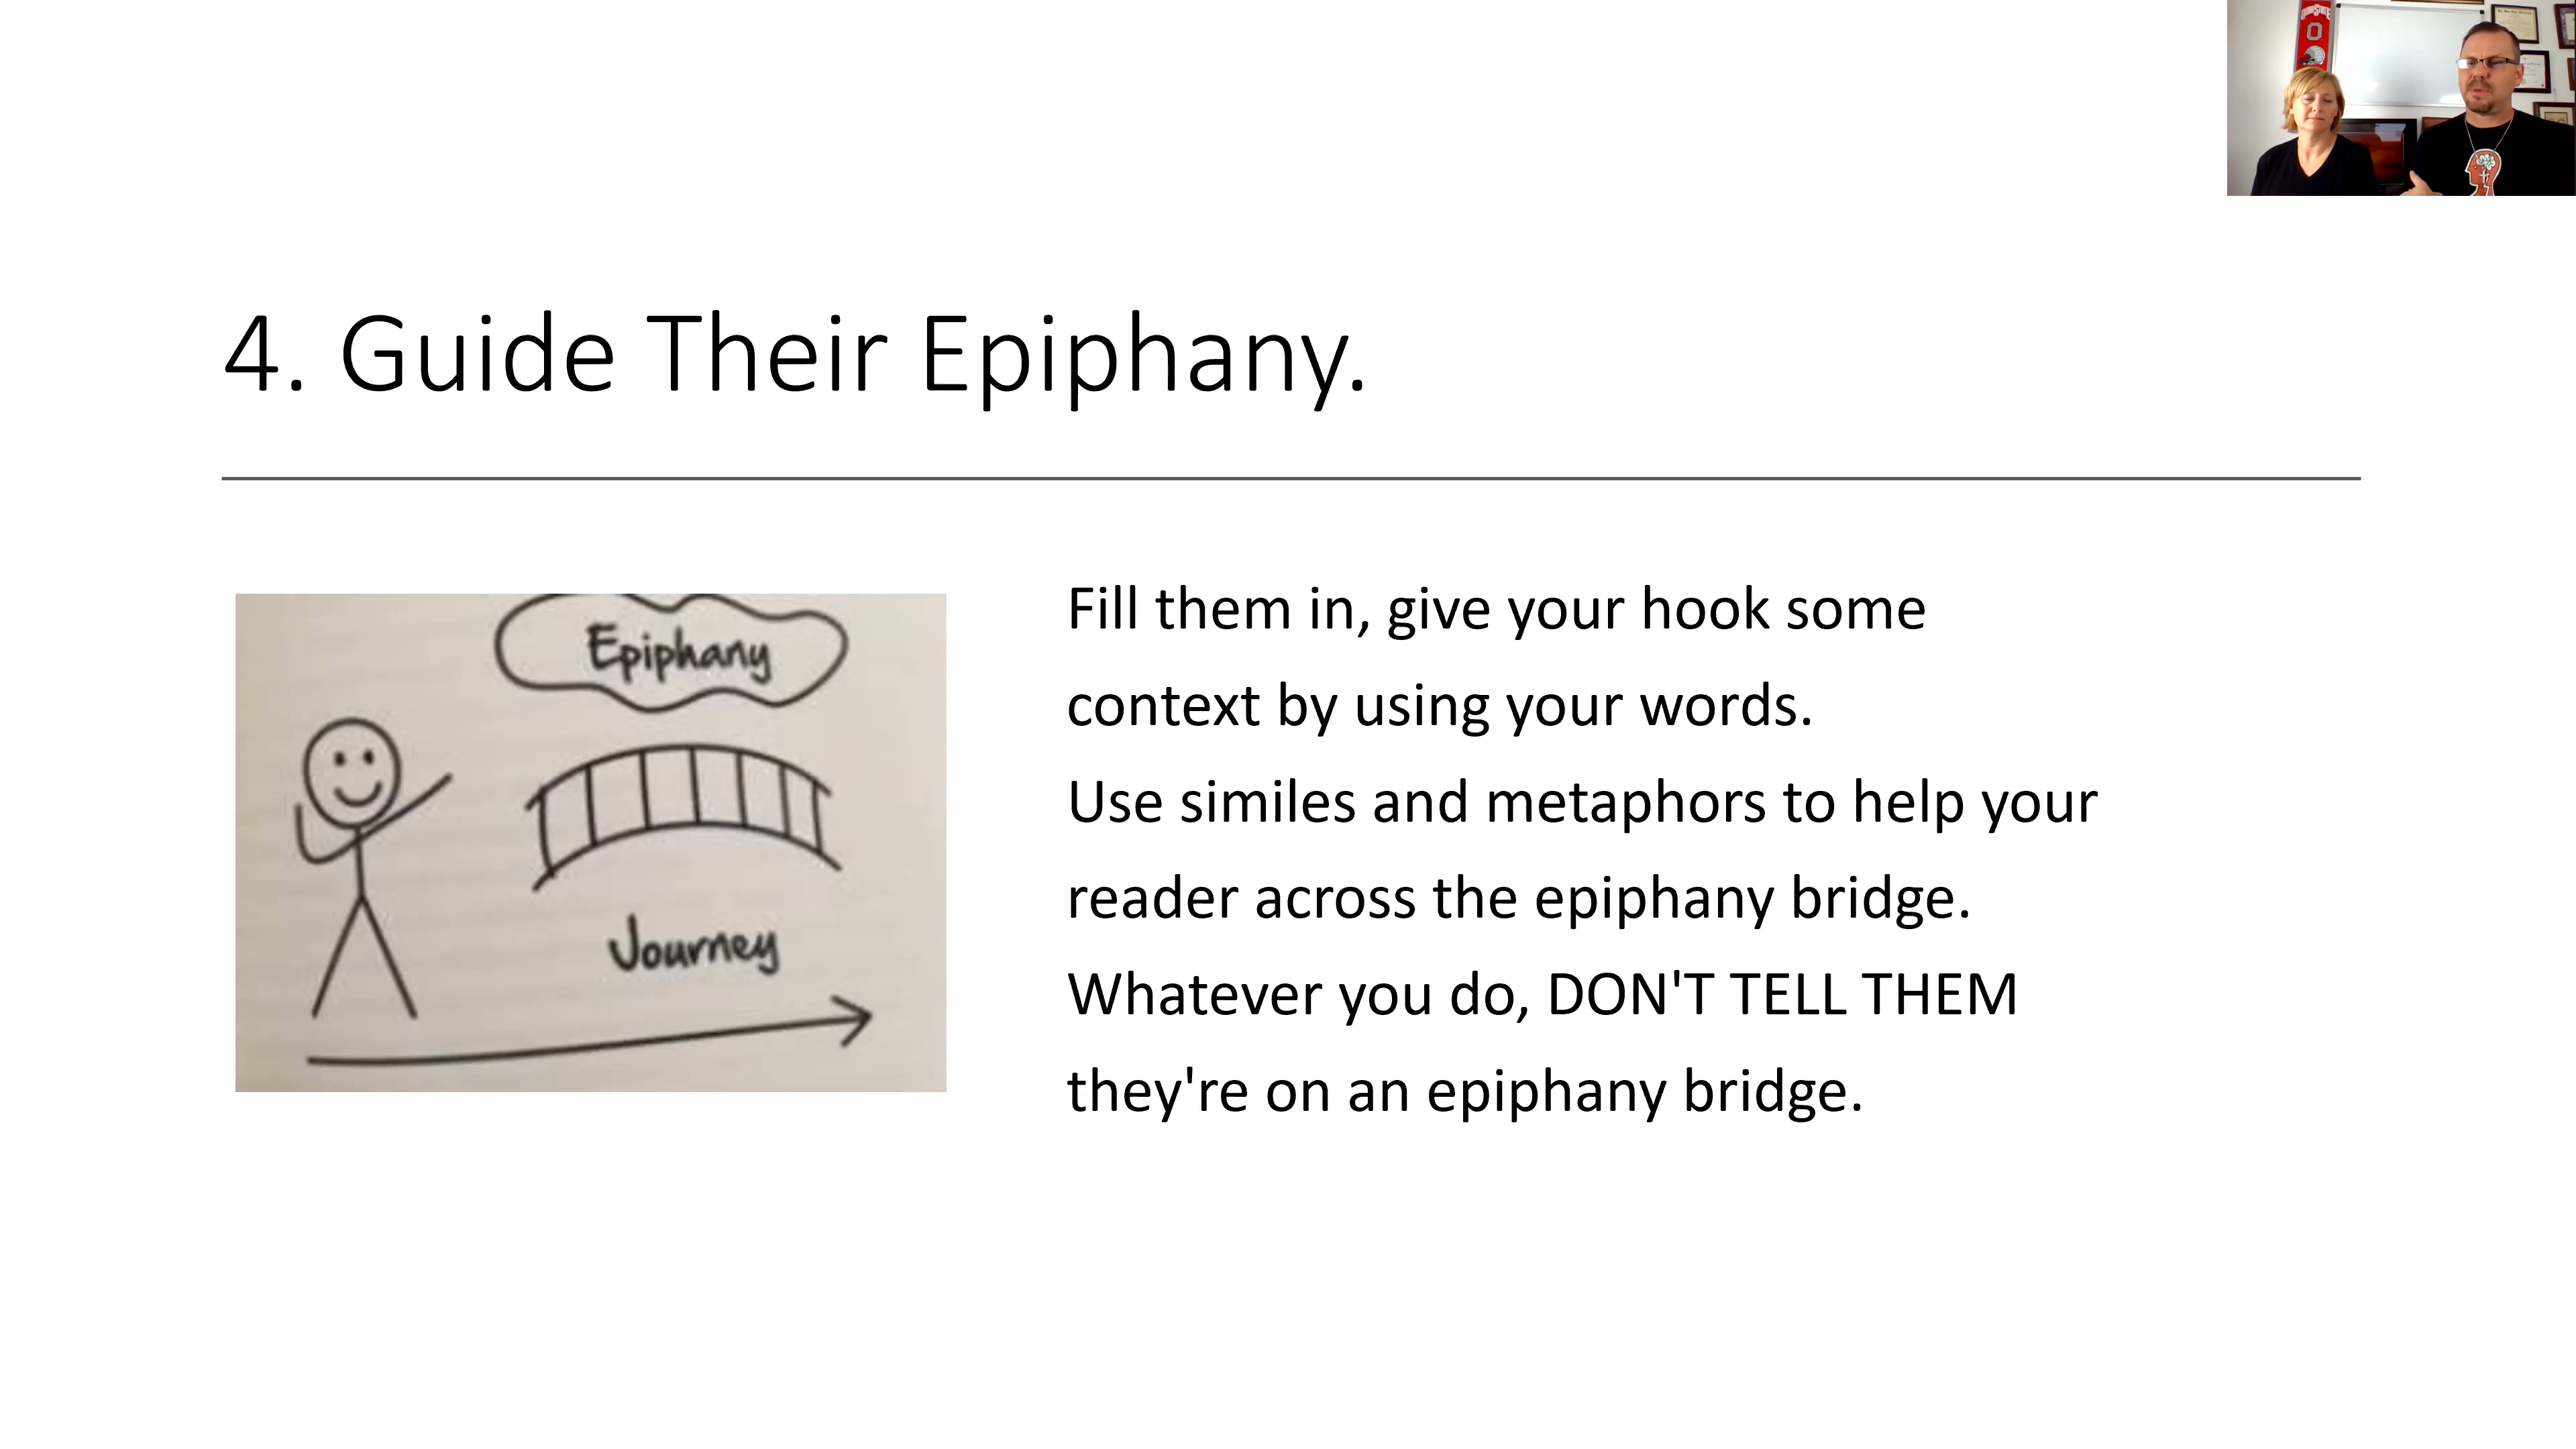 4. Guide Their Epiphany.
Epiphany
Journey
Fill them in, give your hook some
context by using your words.
Use similes and metaphors to help your
reader across the epiphany bridge.
Whatever you do, DON'T TELL THEM
they're on an epiphany bridge.
O